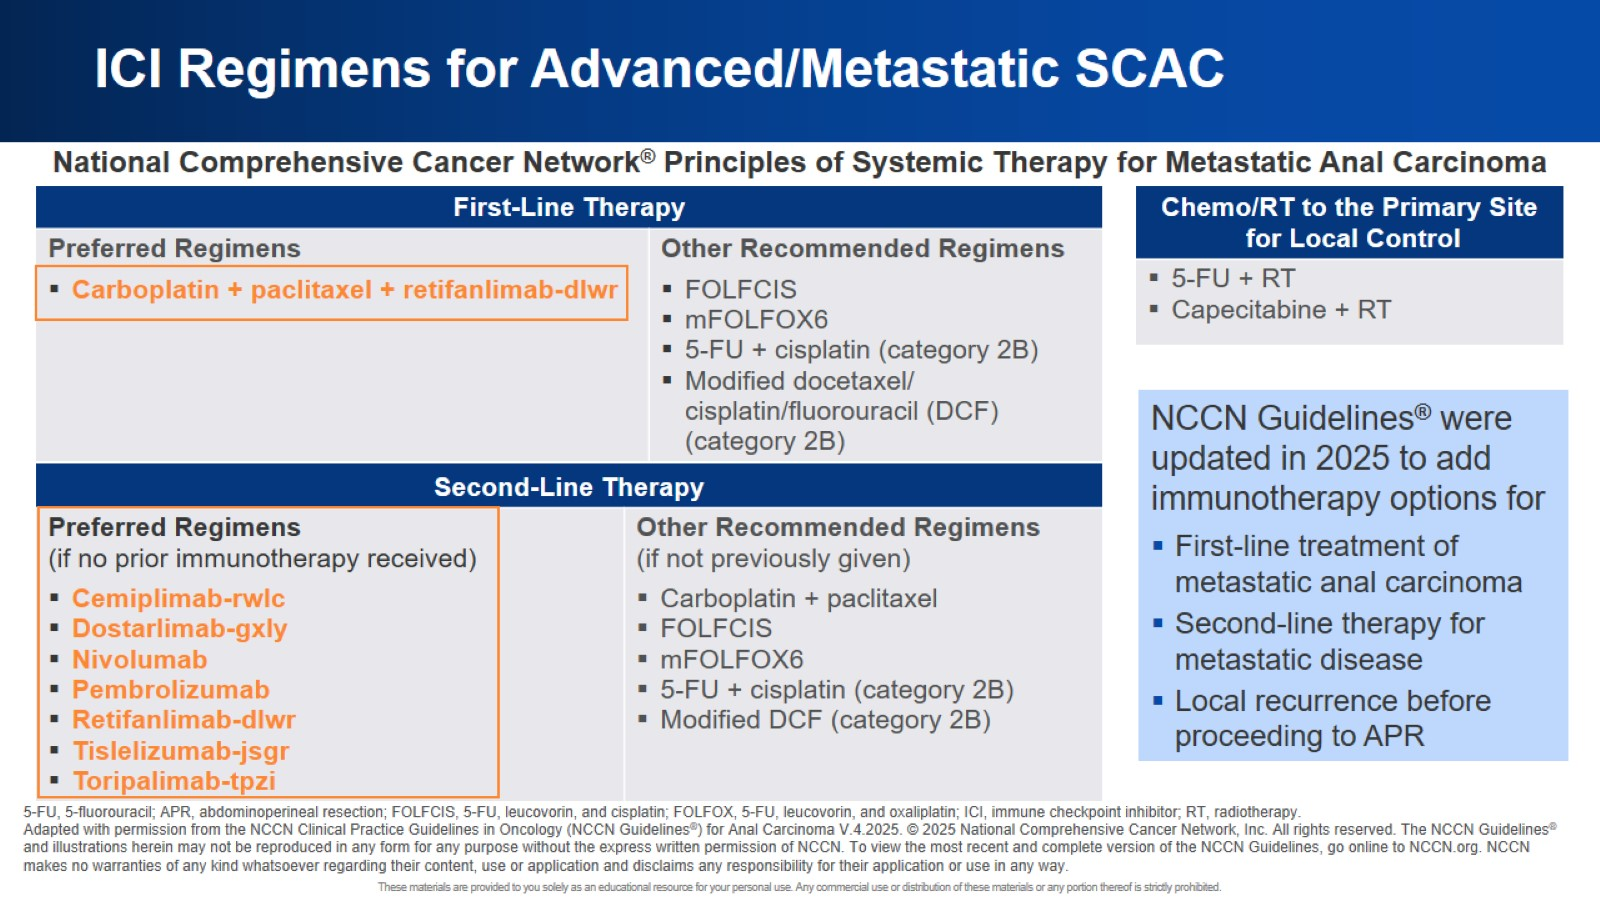 ICI Regimens for Advanced/Metastatic SCAC
National Comprehensive Cancer Network® Principles of Systemic Therapy for Metastatic Anal Carcinoma
First-Line Therapy
Preferred Regimens
▪ Carboplatin + paclitaxel + retifanlimab-dlwr
Other Recommended Regimens
▪ FOLFCIS
▪ mFOLFOX6
▪ 5-FU + cisplatin (category 2B)
▪ Modified docetaxel/
cisplatin/fluorouracil (DCF)
(category 2B)
Second-Line Therapy
Preferred Regimens
(if no prior immunotherapy received)
▪ Cemiplimab-rwlc
▪ Dostarlimab-gxly
▪ Nivolumab
▪ Pembrolizumab
▪ Retifanlimab-dlwr
▪ Tislelizumab-jsgr
▪ Toripalimab-tpzi
Other Recommended Regimens
(if not previously given)
▪ Carboplatin + paclitaxel
▪ FOLFCIS
▪ mFOLFOX6
▪ 5-FU + cisplatin (category 2B)
▪ Modified DCF (category 2B)
Chemo/RT to the Primary Site
for Local Control
▪ 5-FU + RT
▪ Capecitabine + RT
NCCN Guidelines® were
updated in 2025 to add
immunotherapy options for
▪ First-line treatment of
metastatic anal carcinoma
▪ Second-line therapy for
metastatic disease
▪ Local recurrence before
proceeding to APR
5-FU, 5-fluorouracil; APR, abdominoperineal resection; FOLFCIS, 5-FU, leucovorin, and cisplatin; FOLFOX, 5-FU, leucovorin, and oxaliplatin; ICI, immune checkpoint inhibitor; RT, radiotherapy.
Adapted with permission from the NCCN Clinical Practice Guidelines in Oncology (NCCN Guidelines®) for Anal Carcinoma V.4.2025. © 2025 National Comprehensive Cancer Network, Inc. All rights reserved. The NCCN Guidelines®
and illustrations herein may not be reproduced in any form for any purpose without the express written permission of NCCN. To view the most recent and complete version of the NCCN Guidelines, go online to NCCN.org. NCCN
makes no warranties of any kind whatsoever regarding their content, use or application and disclaims any responsibility for their application or use in any way.
These materials are provided to you solely as an educational resource for your personal use. Any commercial use or distribution of these materials or any portion thereof is strictly prohibited.